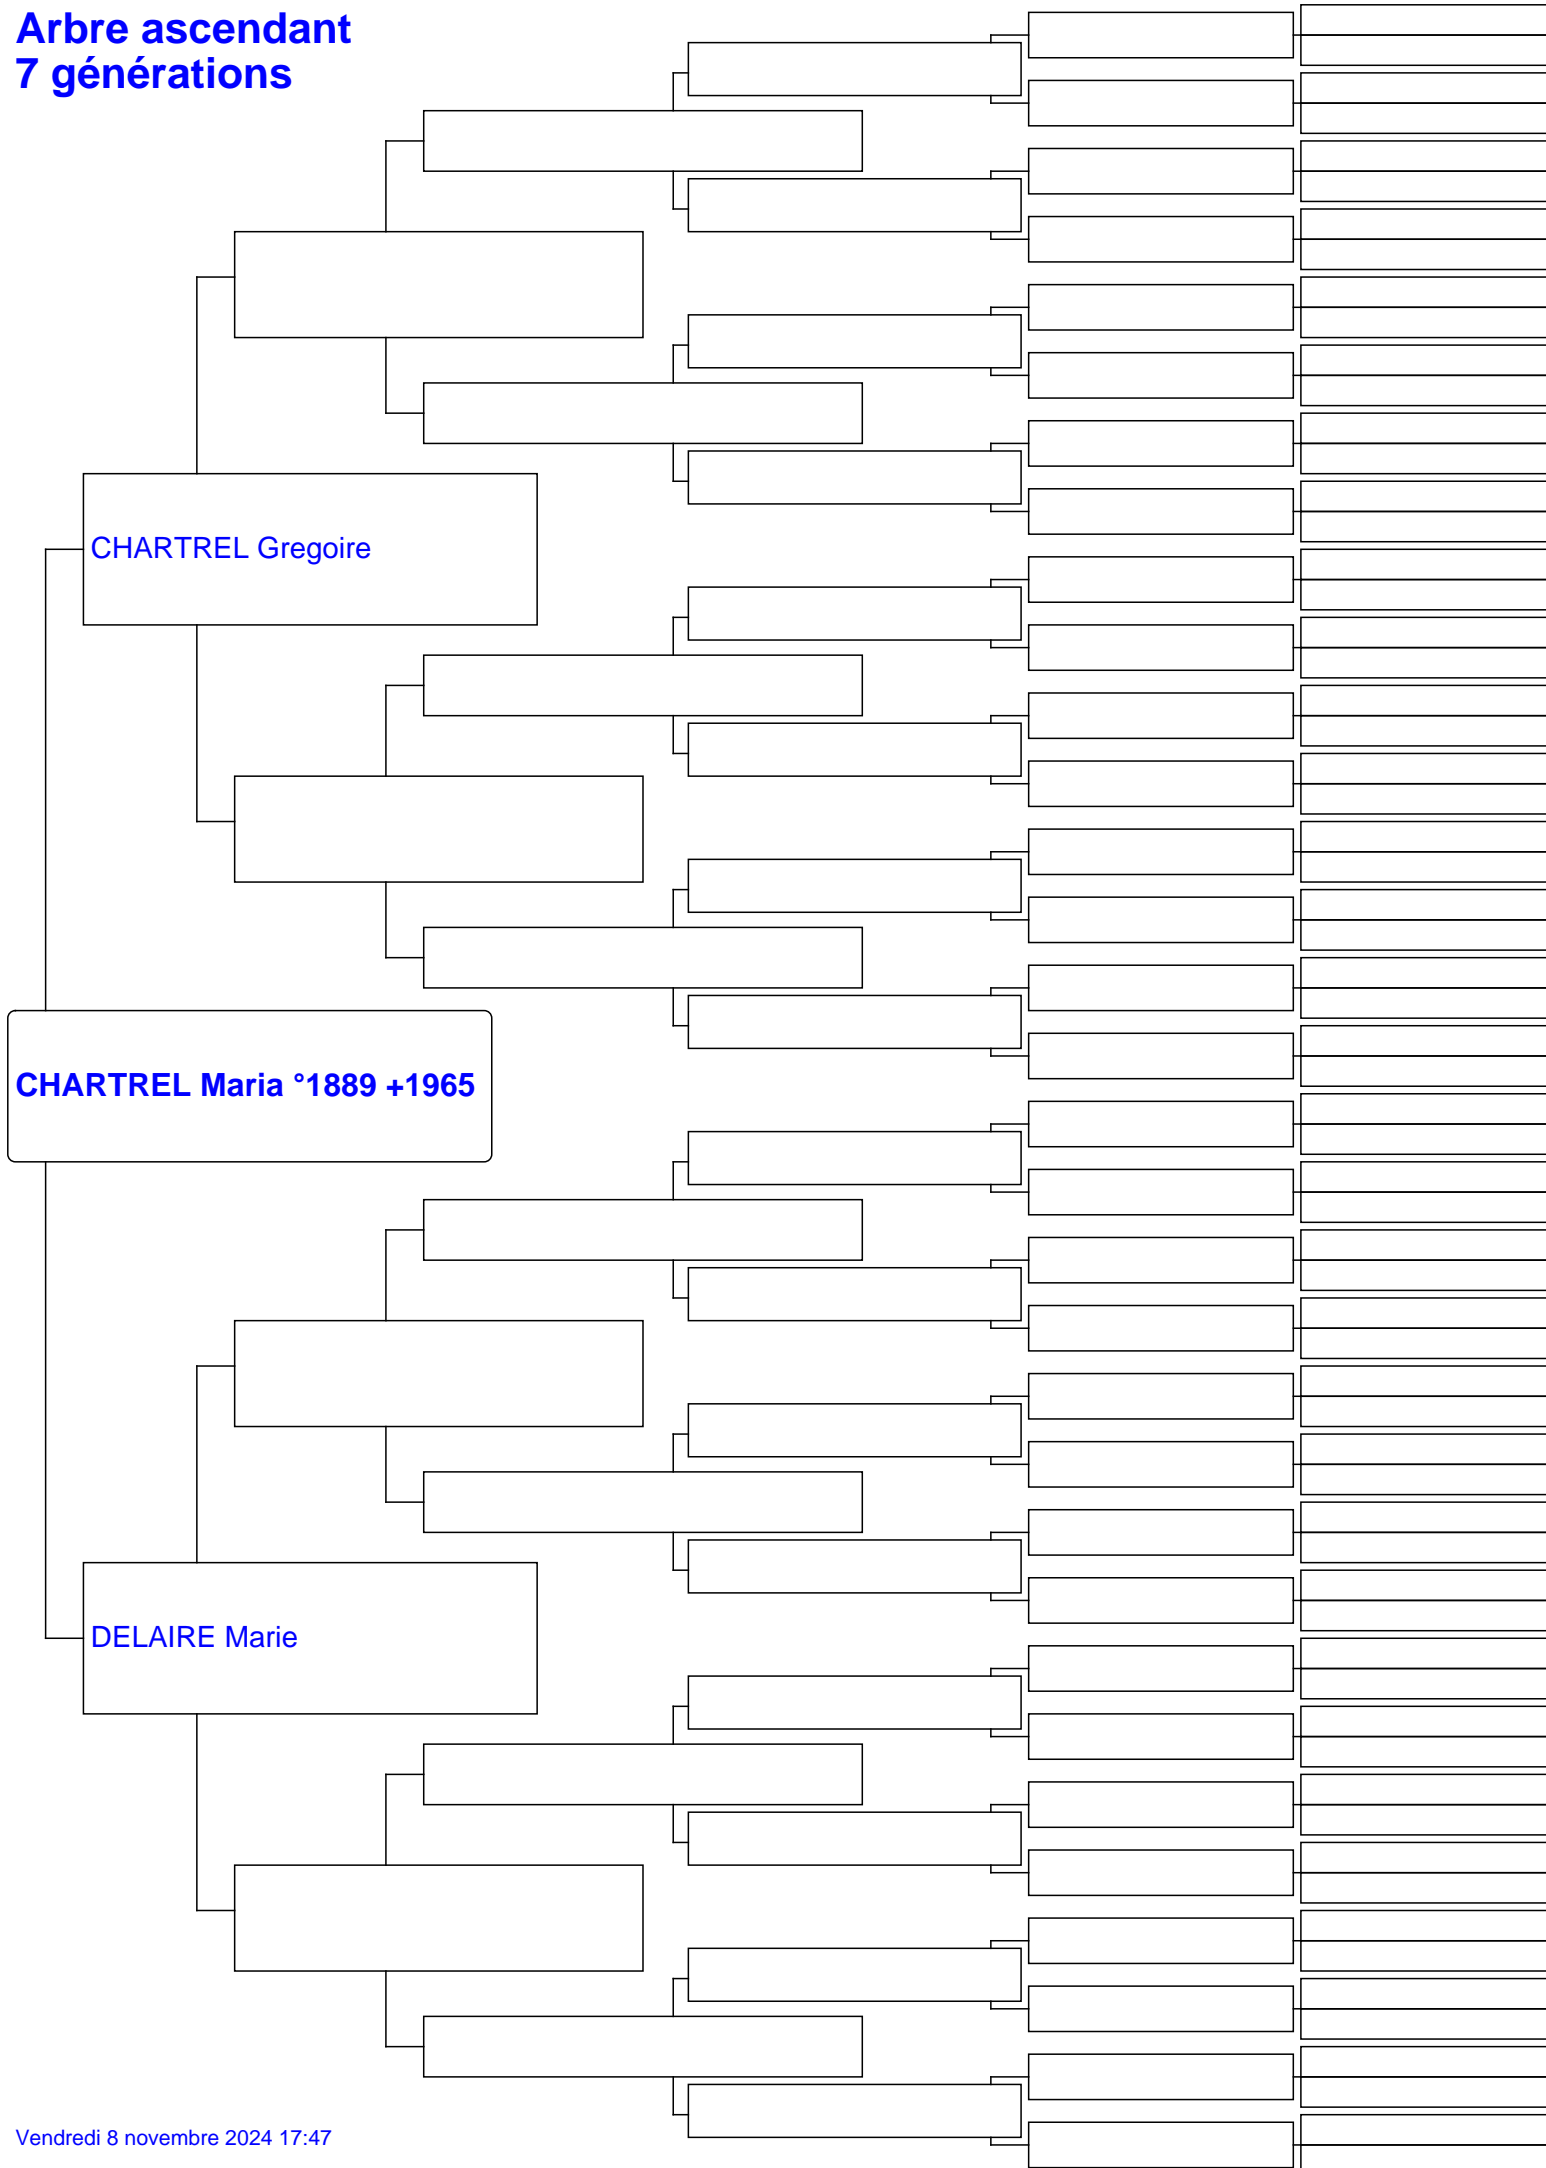 Arbre ascendant
7 générations
CHARTREL Gregoire
CHARTREL Maria °1889 +1965
DELAIRE Marie
Vendredi 8 novembre 2024 17:47